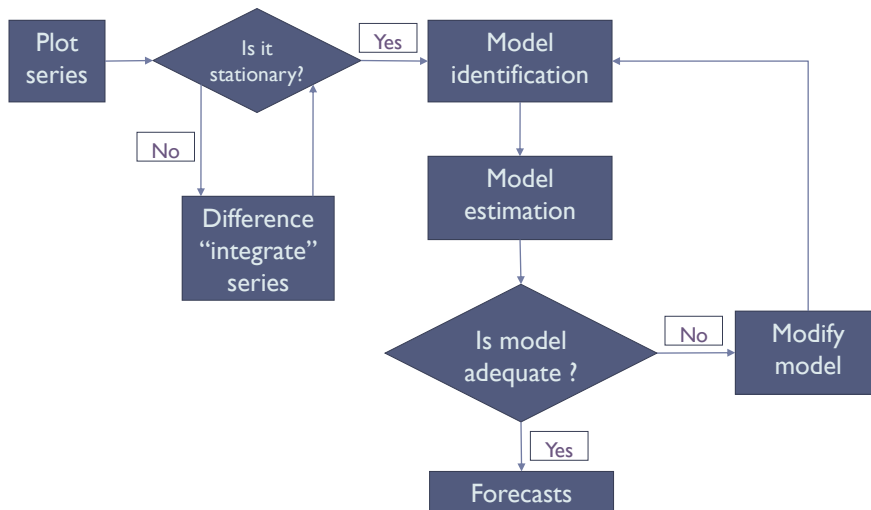 Plot
series
Is it
stationary?
Yes
Model
identification
No
Difference
“integrate”
series
Model
estimation
Is model
adequate ?
No
Modify
model
Yes
Forecasts